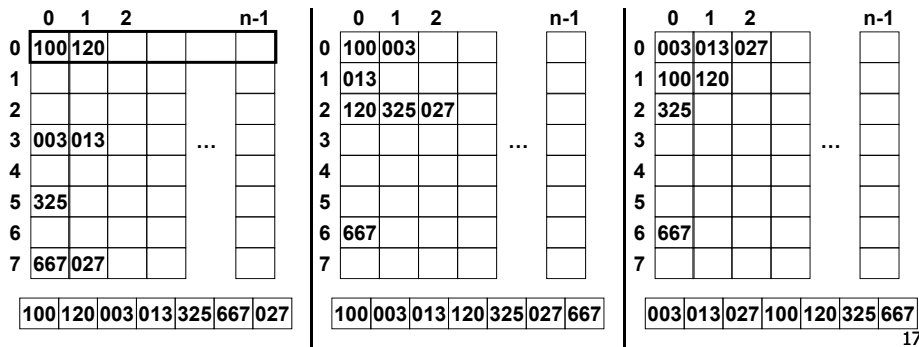 0 1 2 n-1
0 100 120
1
2
3 003 013 ...
4
5 325
6
7 667 027
100 120 003 013 325 667 027
0 1 2 n-1
0 100 003
1 013
2 120 325 027
3 ...
4
5
6 667
7
100 003 013 120 325 027 667
0 1 2 n-1
0 003 013 027
1 100 120
2 325
3 ...
4
5
6 667
7
003 013 027 100 120 325 667
17